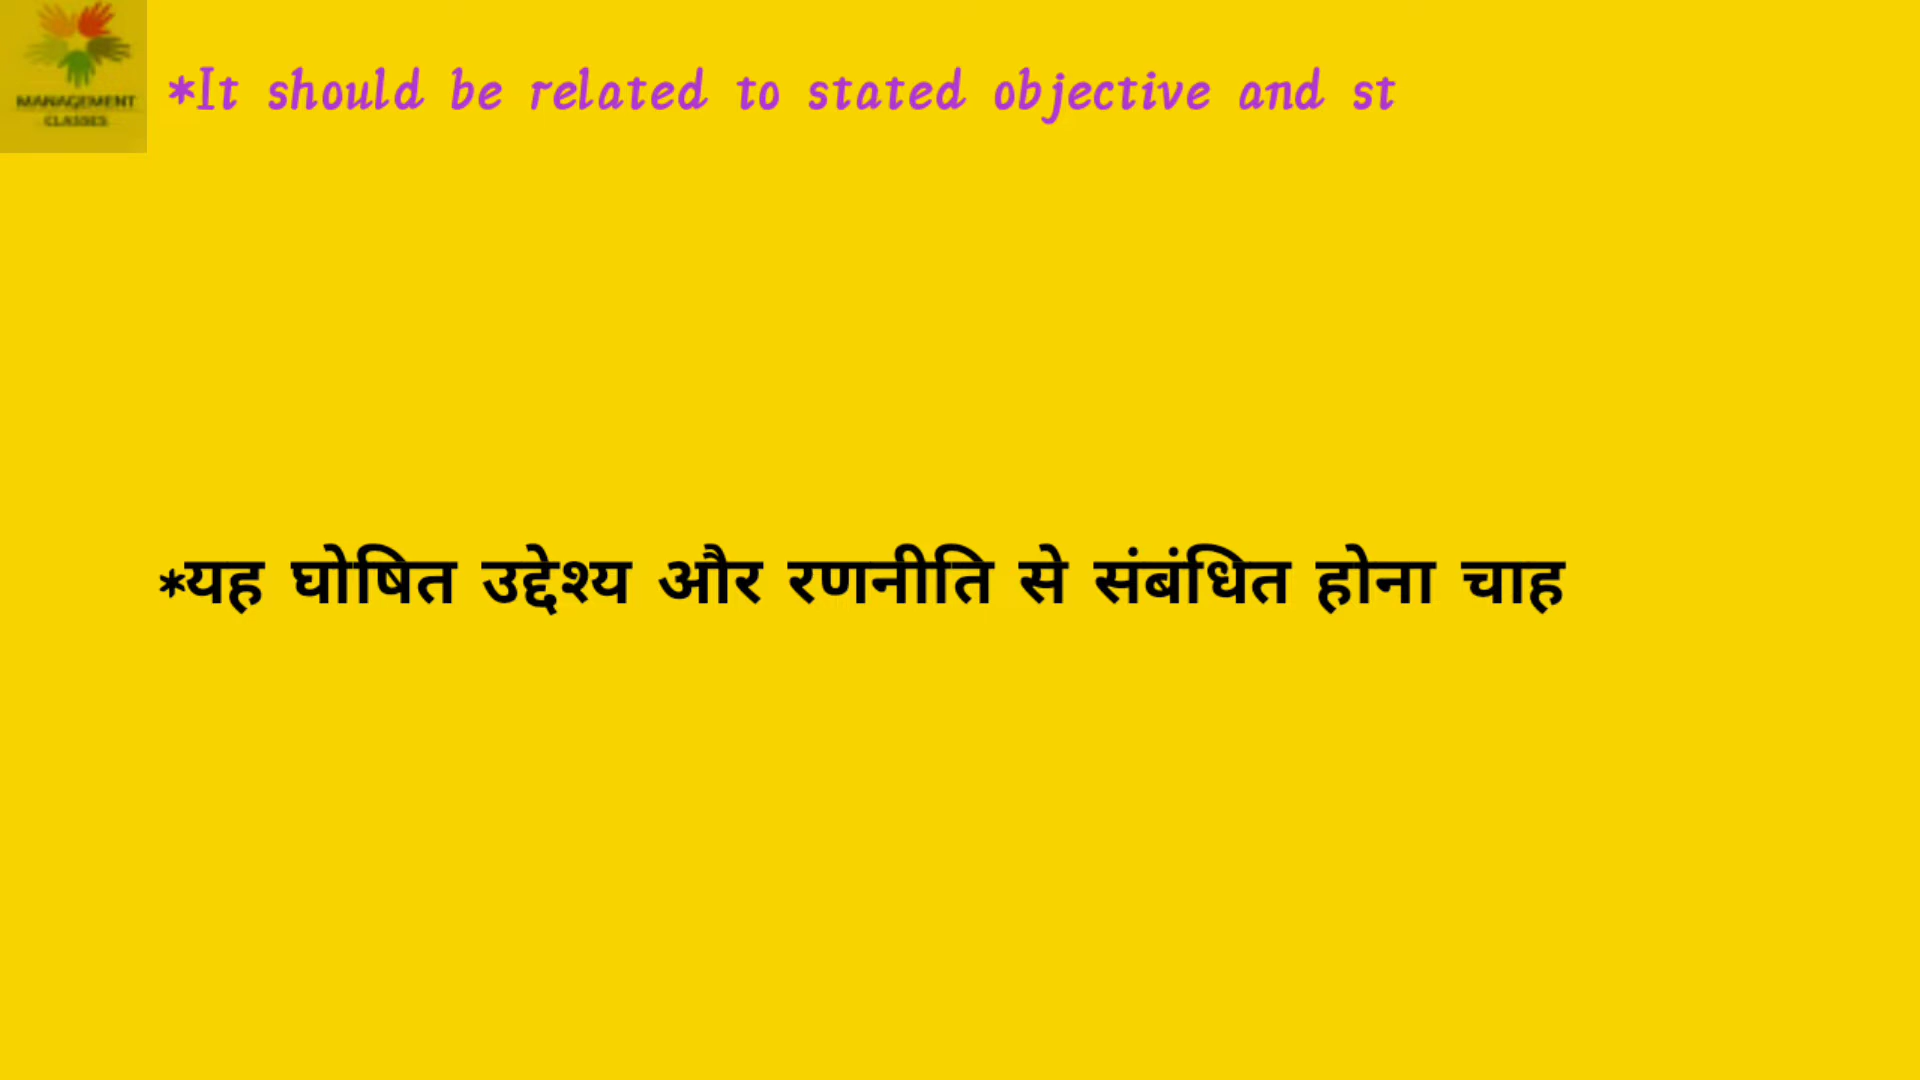 MANAGEMENT
CLASSES
*It should be related to stated objective and st
*यह घोषित उद्देश्य और रणनीति से संबंधित होना चाह